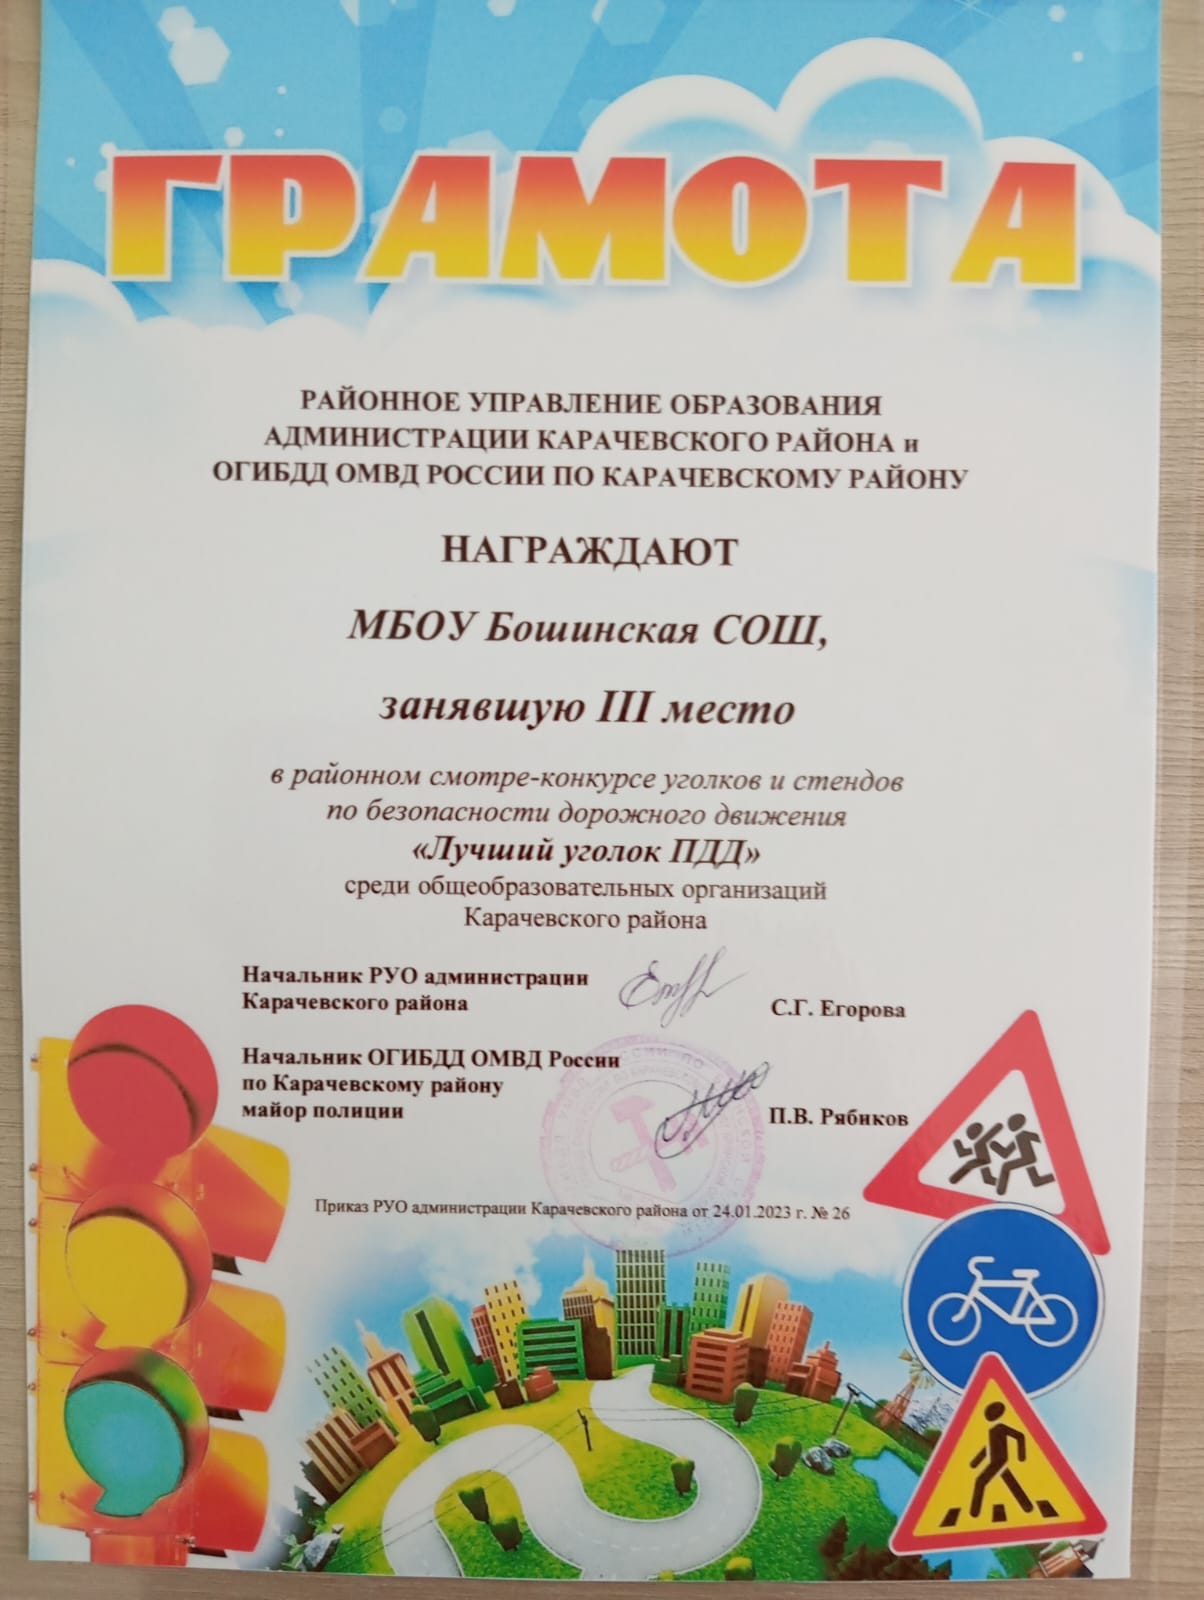 ГРАМОТА
РАЙОННОЕ УПРАВЛЕНИЕ ОБРАЗОВАНИЯ
АДМИНИСТРАЦИИ КАРАЧЕВСКОГО РАЙОНА и
ОГИБДД ОМВД РОССИИ ПО КАРАЧЕВСКОМУ РАЙОНУ
НАГРАЖДАЮТ
МБОУ Бошинская СОШ,
занявшую III место
в районном смотре-конкурсе уголков и стендов
по безопасности дорожного движения
«Лучший уголок ПДД»
среди общеобразовательных организаций
Карачевского района
Начальник РУО администрации
Карачевского района
С.Г. Егорова
Начальник ОГИБДД ОМВД России
по Карачевскому району
майор полиции
П.В. Рябиков
Приказ РУО администрации Карачевского района от 24.01.2023 г. № 26